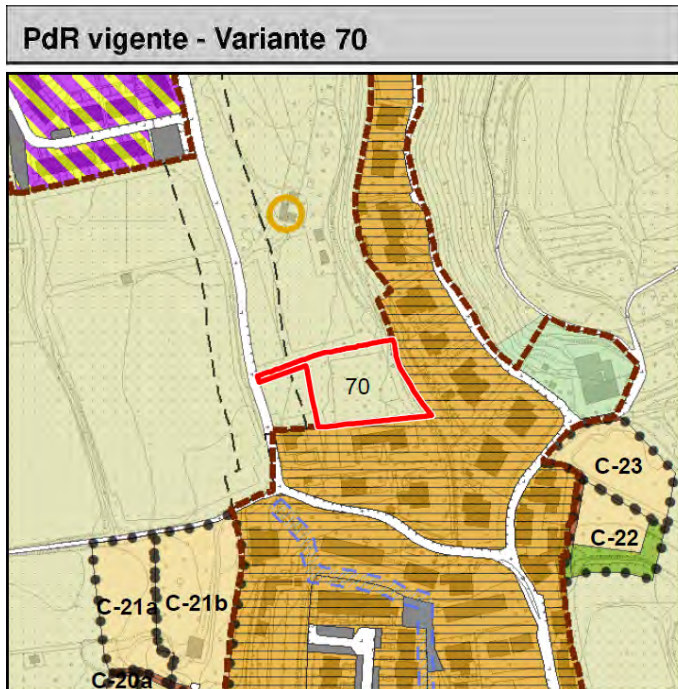 PdR vigente - Variante 70
70
C-23
C-22
C-21a
C-21b
C-20a